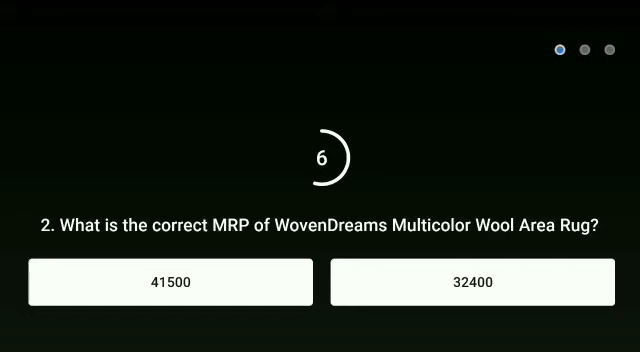 6
2. What is the correct MRP of WovenDreams Multicolor Wool Area Rug?
41500
32400